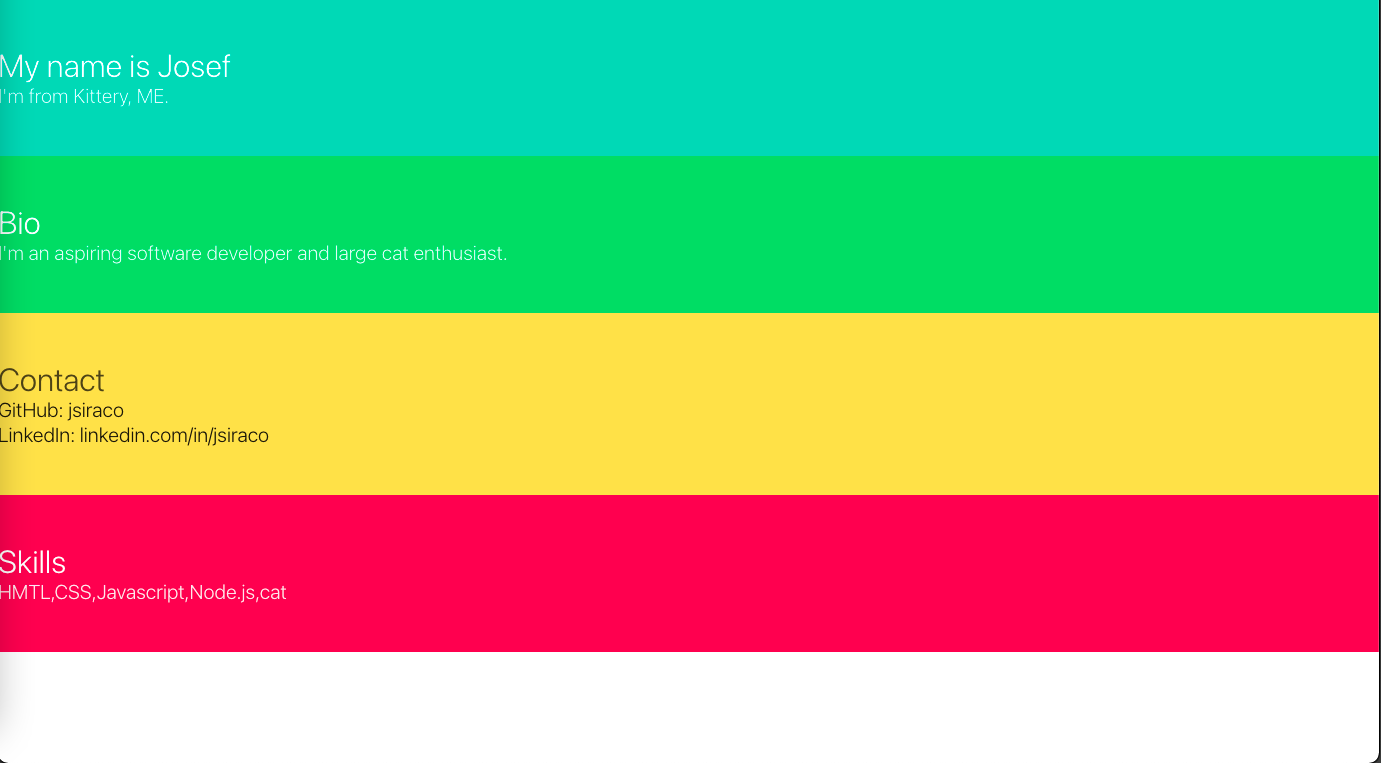 My name is Josef
I'm from Kittery, ME.
Bio
I'm an aspiring software developer and large cat enthusiast.
Contact
GitHub: jsiraco
LinkedIn: linkedin.com/in/jsiraco
Skills
HMTL,CSS,Javascript,Node.js,cat